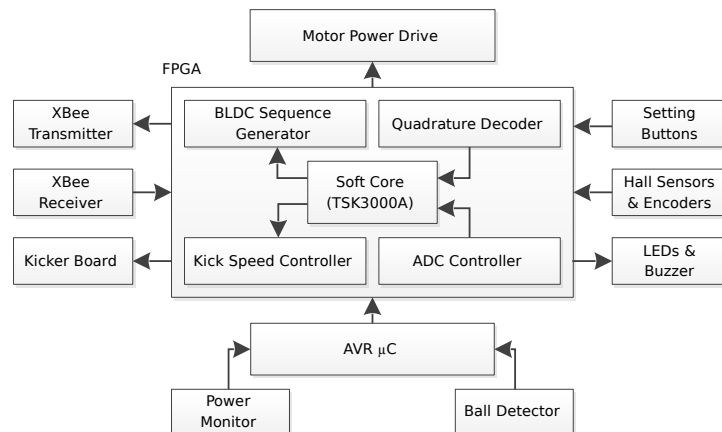 Motor Power Drive
FPGA
XBee
Transmitter
BLDC Sequence
Generator
Quadrature Decoder
Setting
Buttons
XBee
Receiver
Soft Core
(TSK3000A)
Hall Sensors
& Encoders
Kicker Board
Kick Speed Controller
ADC Controller
LEDs &
Buzzer
AVR μC
Power
Monitor
Ball Detector